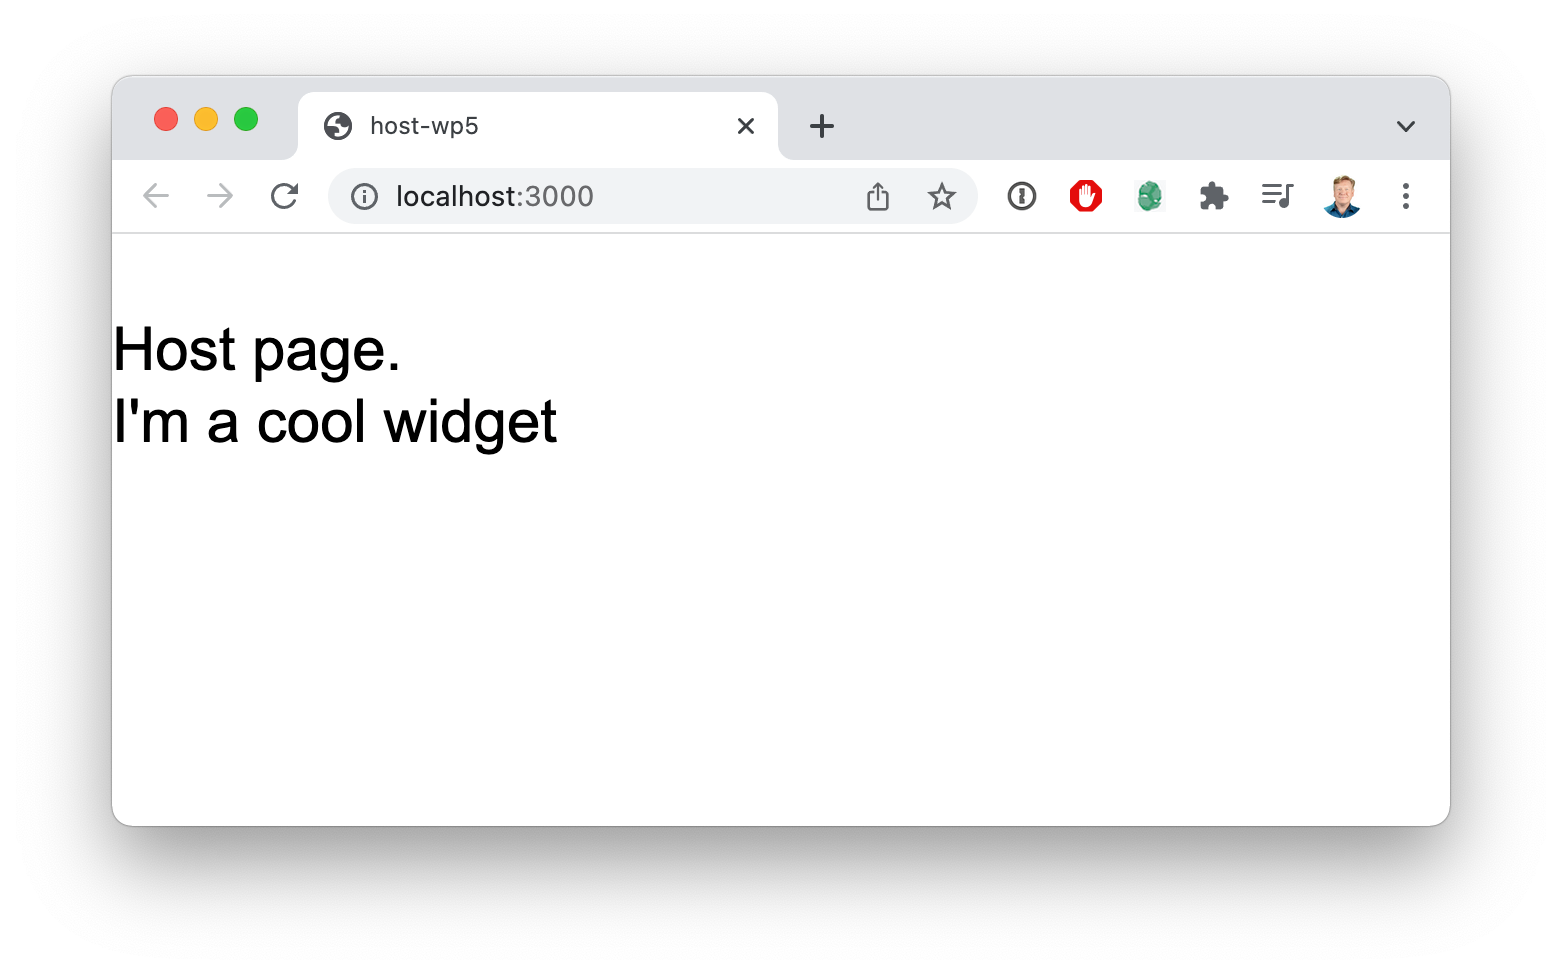 host-wp5
localhost:3000
Host page.
I'm a cool widget